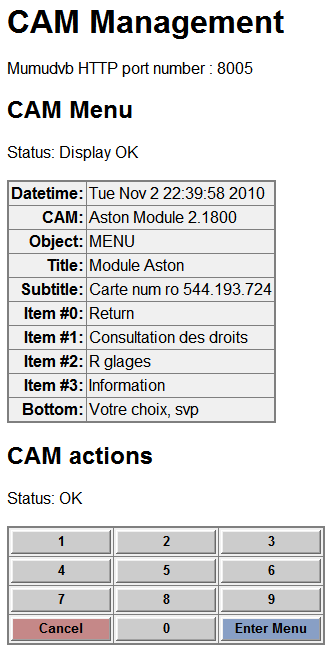 CAM Management
Mumudvb HTTP port number : 8005
CAM Menu
Status: Display OK
Datetime: Tue Nov 2 22:39:58 2010
CAM: Aston Module 2.1800
Object: MENU
Title: Module Aston
Subtitle: Carte num ro 544.193.724
Item #0: Return
Item #1: Consultation des droits
Item #2: R glages
Item #3: Information
Bottom: Votre choix, svp
CAM actions
Status: OK
1 2 3
4 5 6
7 8 9
Cancel 0 Enter Menu